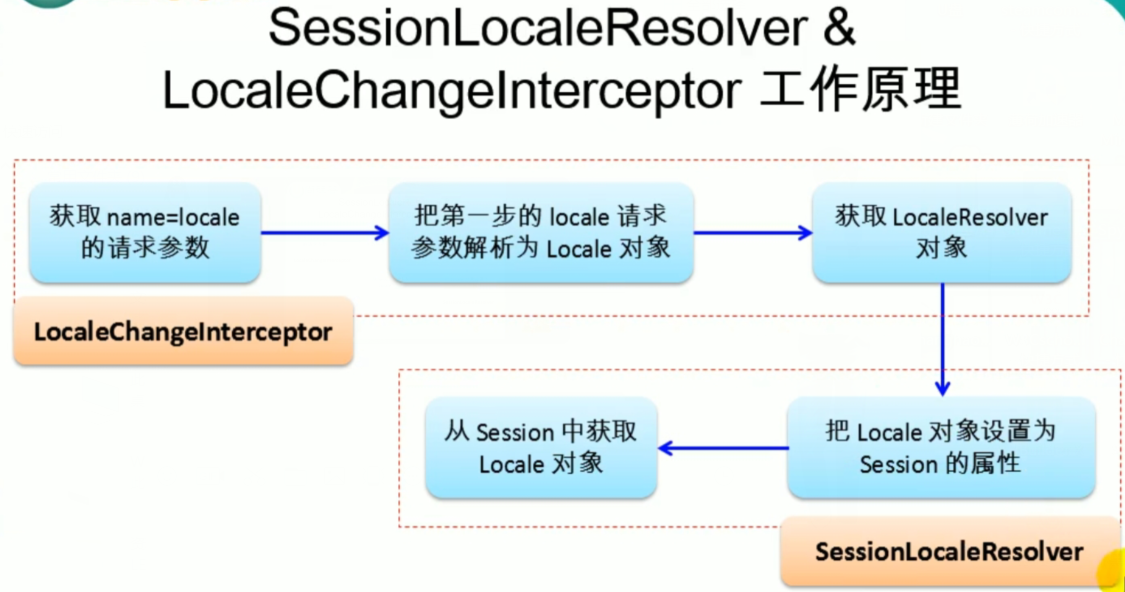 SessionLocaleResolver &
LocaleChangeInterceptor 工作原理
获取 name=locale
的请求参数
把第一步的 locale 请求
参数解析为 Locale 对象
获取 LocaleResolver
对象
LocaleChangeInterceptor
从 Session 中获取
Locale 对象
把 Locale 对象设置为
Session 的属性
SessionLocaleResolver